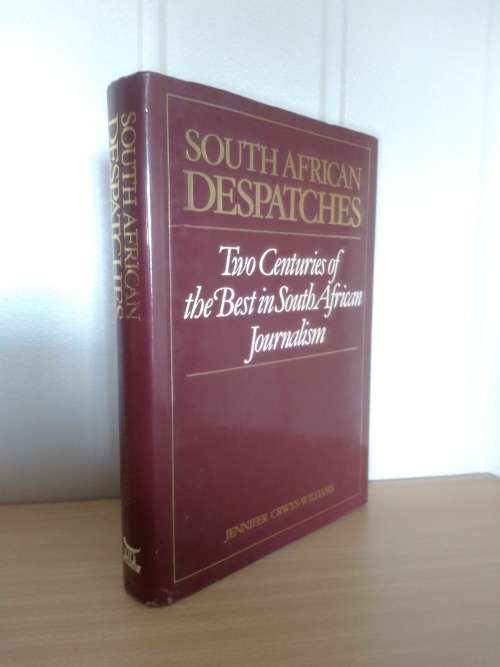 SOUTH AFRICAN
DESPATCHES
SOUTH AFRICAN
DESPATCHES
Two Centuries of
the Best in South African
Journalism
JENNIFER CRWYS-WILLIAMS